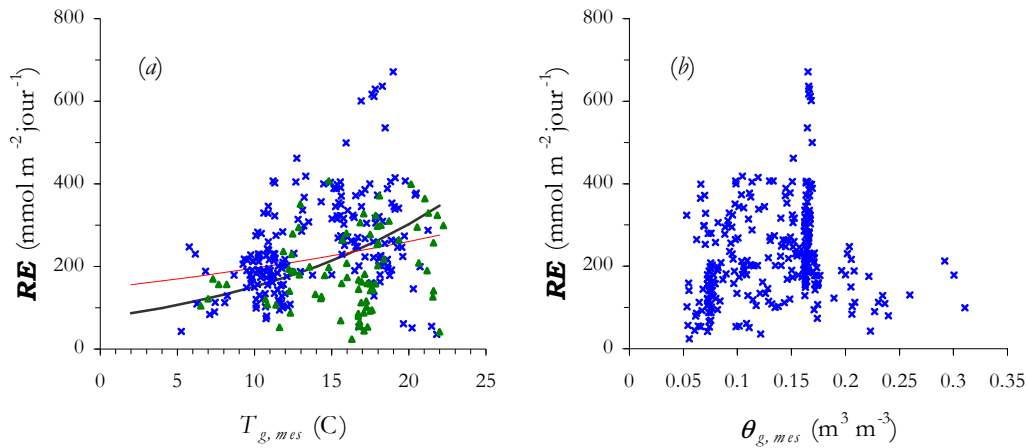 (a)
RE (mmol m⁻² jour⁻¹)
800
600
400
200
0
0 5 10 15 20 25
T g, mes (C)
(b)
RE (mmol m⁻² jour⁻¹)
800
600
400
200
0
0 0.05 0.1 0.15 0.2 0.25 0.3 0.35
θ g, mes (m³ m⁻³)